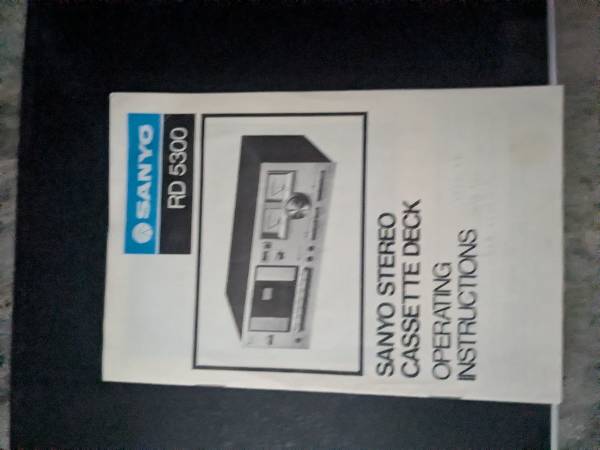 SANYO
RD 5300
SANYO STEREO
CASSETTE DECK
OPERATING
INSTRUCTIONS